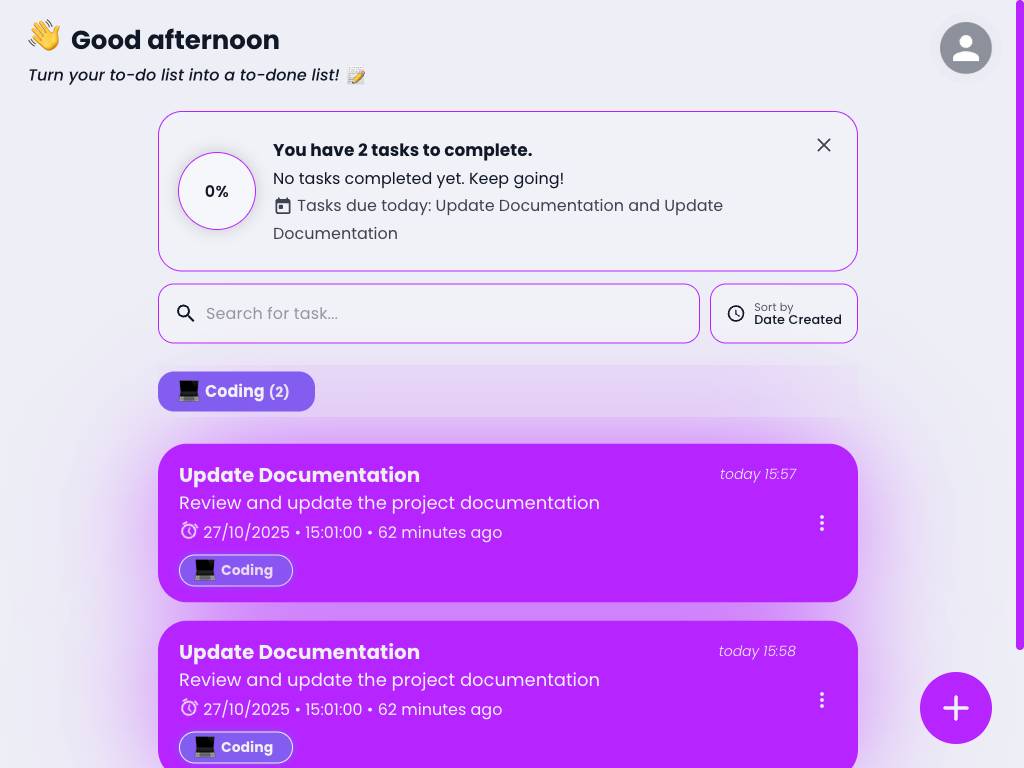 👋 Good afternoon
Turn your to-do list into a to-done list! 📝
0%
You have 2 tasks to complete.
No tasks completed yet. Keep going!
Tasks due today: Update Documentation and Update
Documentation
Search for task...
Sort by
Date Created
💻 Coding (2)
Update Documentation
today 15:57
Review and update the project documentation
27/10/2025 • 15:01:00 • 62 minutes ago
💻 Coding
Update Documentation
today 15:58
Review and update the project documentation
27/10/2025 • 15:01:00 • 62 minutes ago
💻 Coding